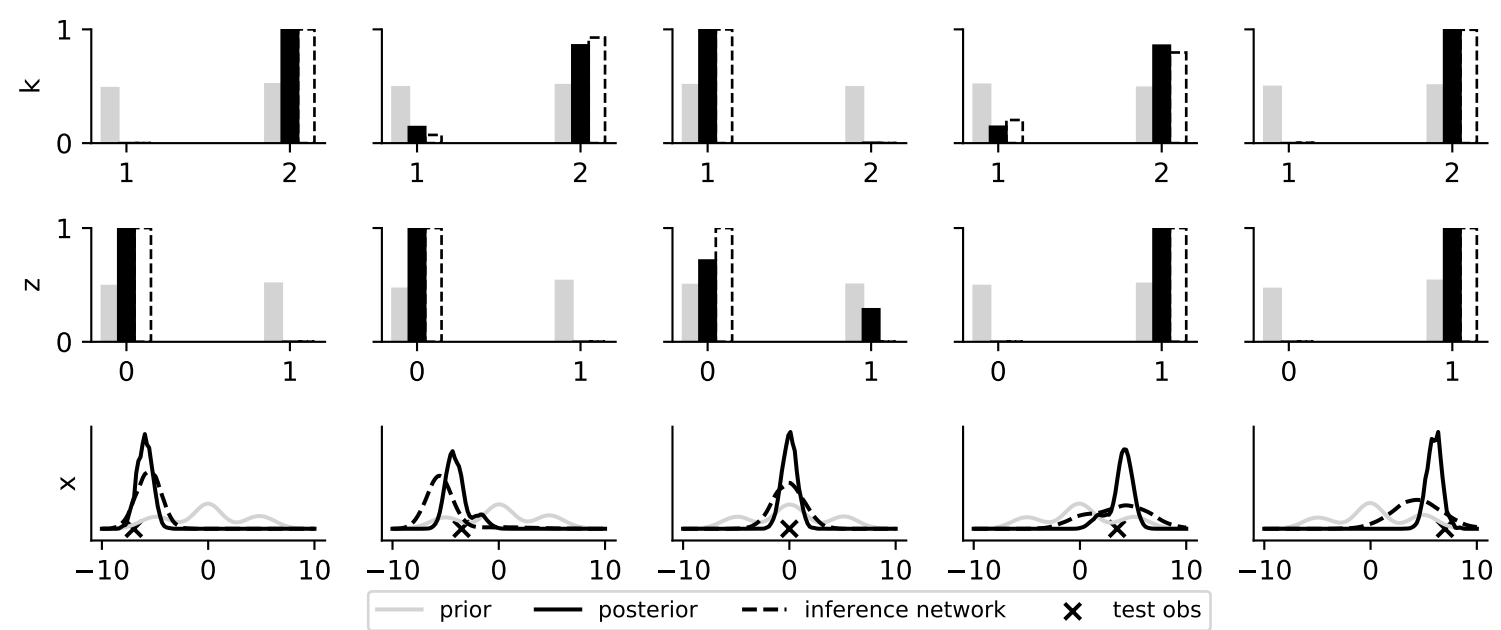 1
k
0
1 2 1 2 1 2 1 2 1 2
1
z
0
0 1 0 1 0 1 0 1 0 1
x
−10 0 10 −10 0 10 −10 0 10 −10 0 10 −10 0 10
prior posterior inference network test obs